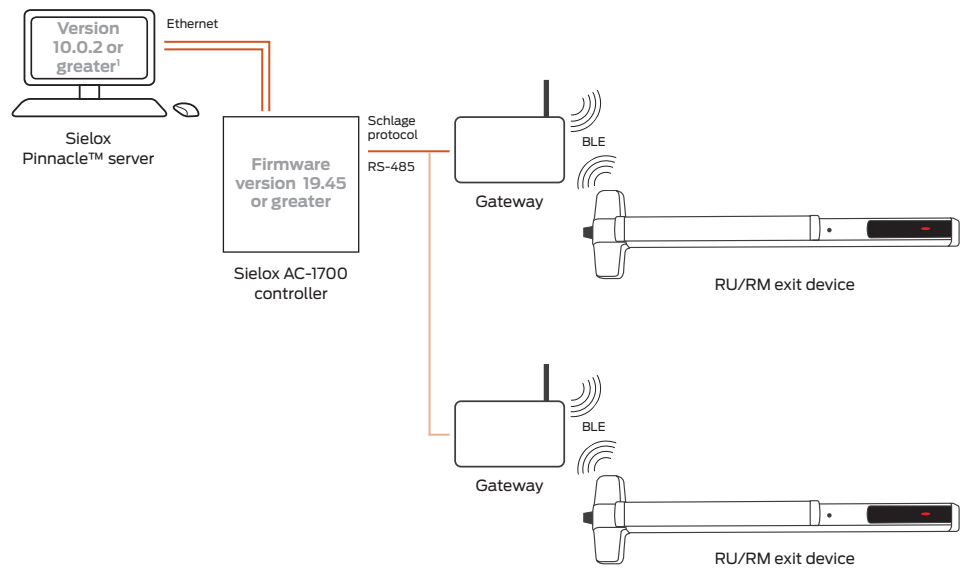 Version
10.0.2 or
greater¹
Ethernet
Sielox
Pinnacle™ server
Firmware
version 19.45
or greater
Sielox AC-1700
controller
Schlage
protocol
RS-485
BLE
Gateway
RU/RM exit device
BLE
Gateway
RU/RM exit device